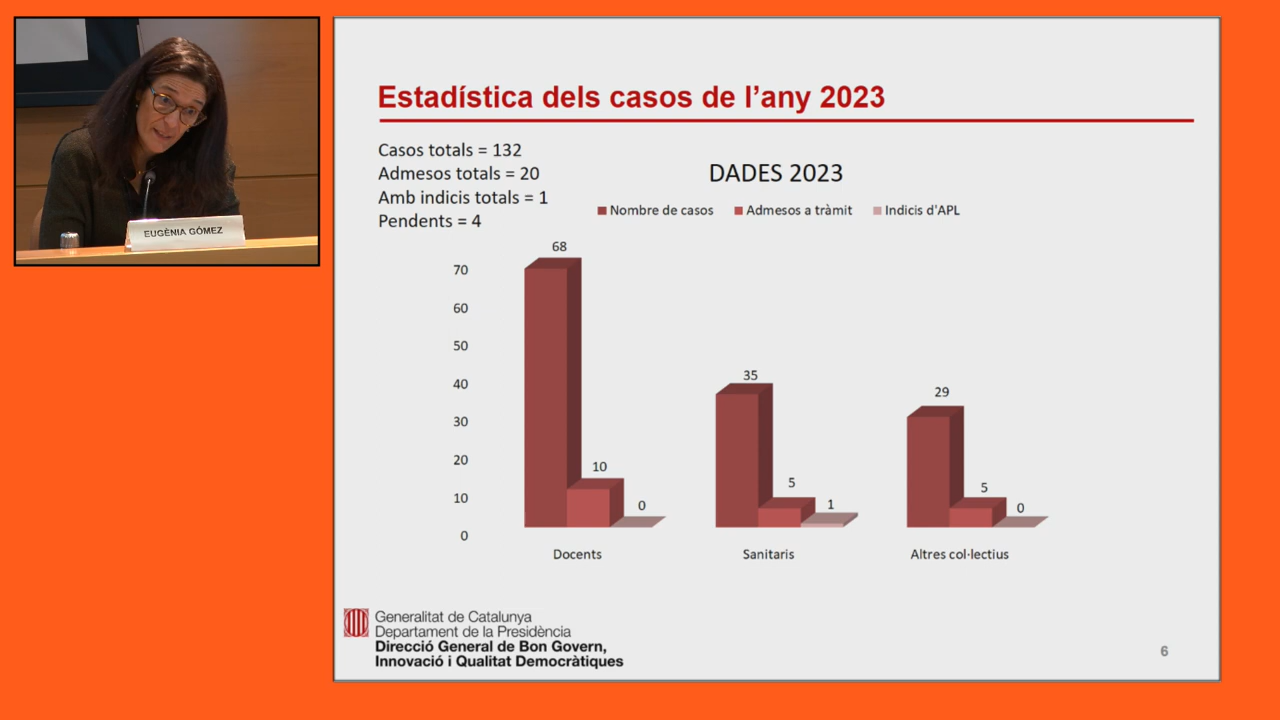 EUGÈNIA GÓMEZ
Estadística dels casos de l'any 2023
Casos totals = 132
Admesos totals = 20
Amb indicis totals = 1
Pendents = 4
DADES 2023
Nombre de casos
Admesos a tràmit
Indicis d'APL
70
60
50
40
30
20
10
0
68
10
0
35
5
1
29
5
0
Docents
Sanitaris
Altres col·lectius
Generalitat de Catalunya
Departament de la Presidència
Direcció General de Bon Govern,
Innovació i Qualitat Democràtiques
6